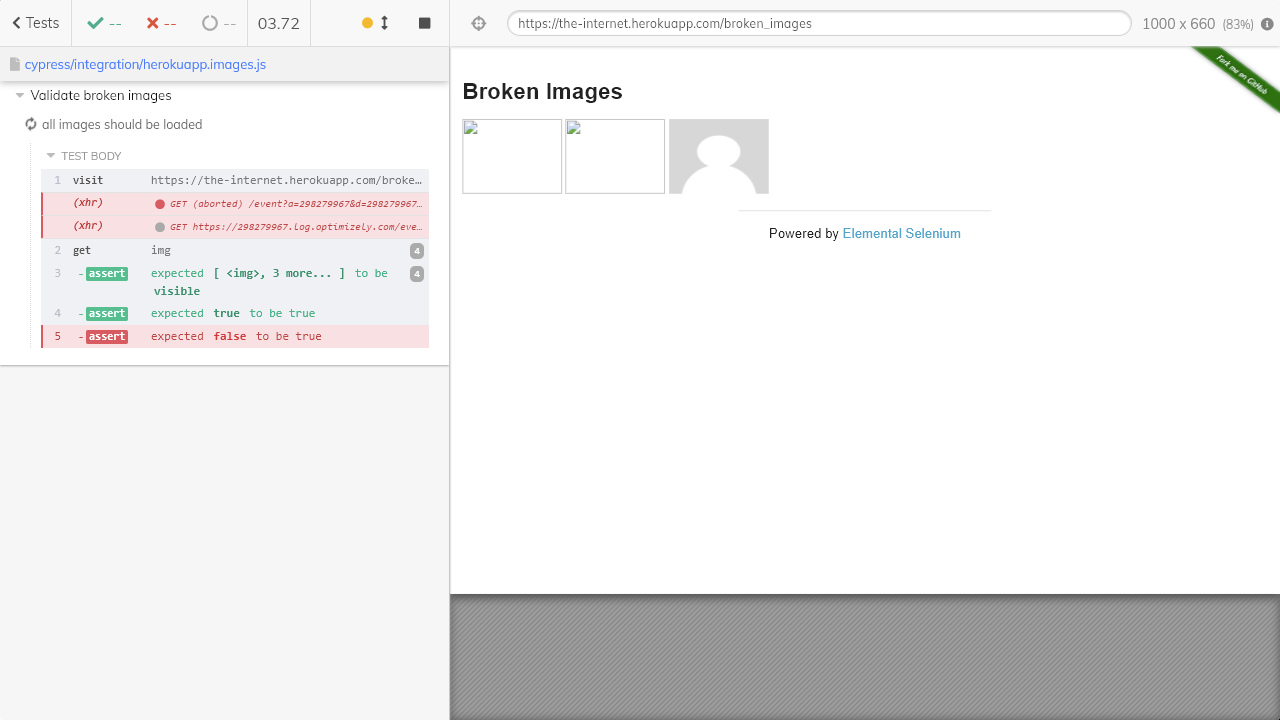 Tests
--
--
--
03.72
https://the-internet.herokuapp.com/broken_images
1000 x 660 (83%)
cypress/integration/herokuapp.images.js
Validate broken images
all images should be loaded
TEST BODY
1 visit https://the-internet.herokuapp.com/broke…
(xhr) GET (aborted) /event?a=298279967&d=298279967…
(xhr) GET https://298279967.log.optimizely.com/eve…
2 get img 4
3 -assert expected [ <img>, 3 more... ] to be 4
visible
4 -assert expected true to be true
5 -assert expected false to be true
Fork me on GitHub
Broken Images
Powered by Elemental Selenium